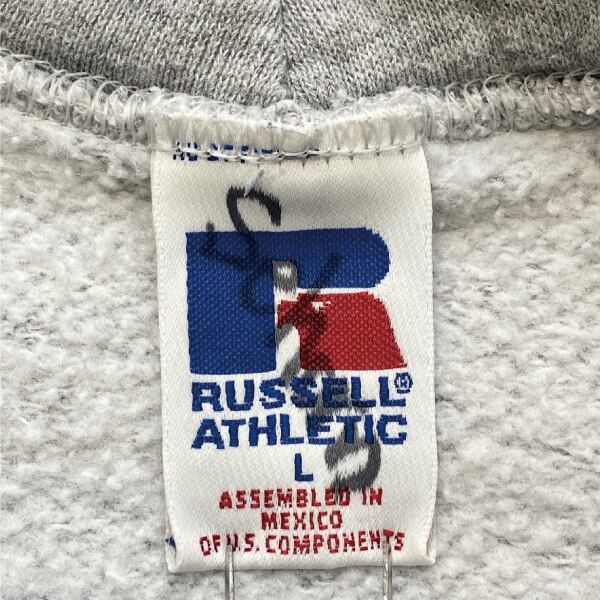 RUSSELL®
ATHLETIC
L
ASSEMBLED IN
MEXICO
OF U.S. COMPONENTS